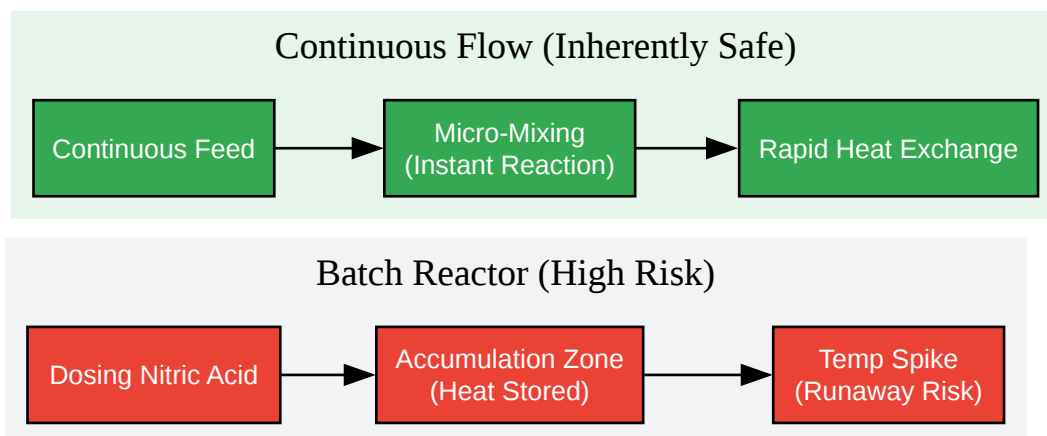 Continuous Flow (Inherently Safe)
Continuous Feed
Micro-Mixing
(Instant Reaction)
Rapid Heat Exchange
Batch Reactor (High Risk)
Dosing Nitric Acid
Accumulation Zone
(Heat Stored)
Temp Spike
(Runaway Risk)